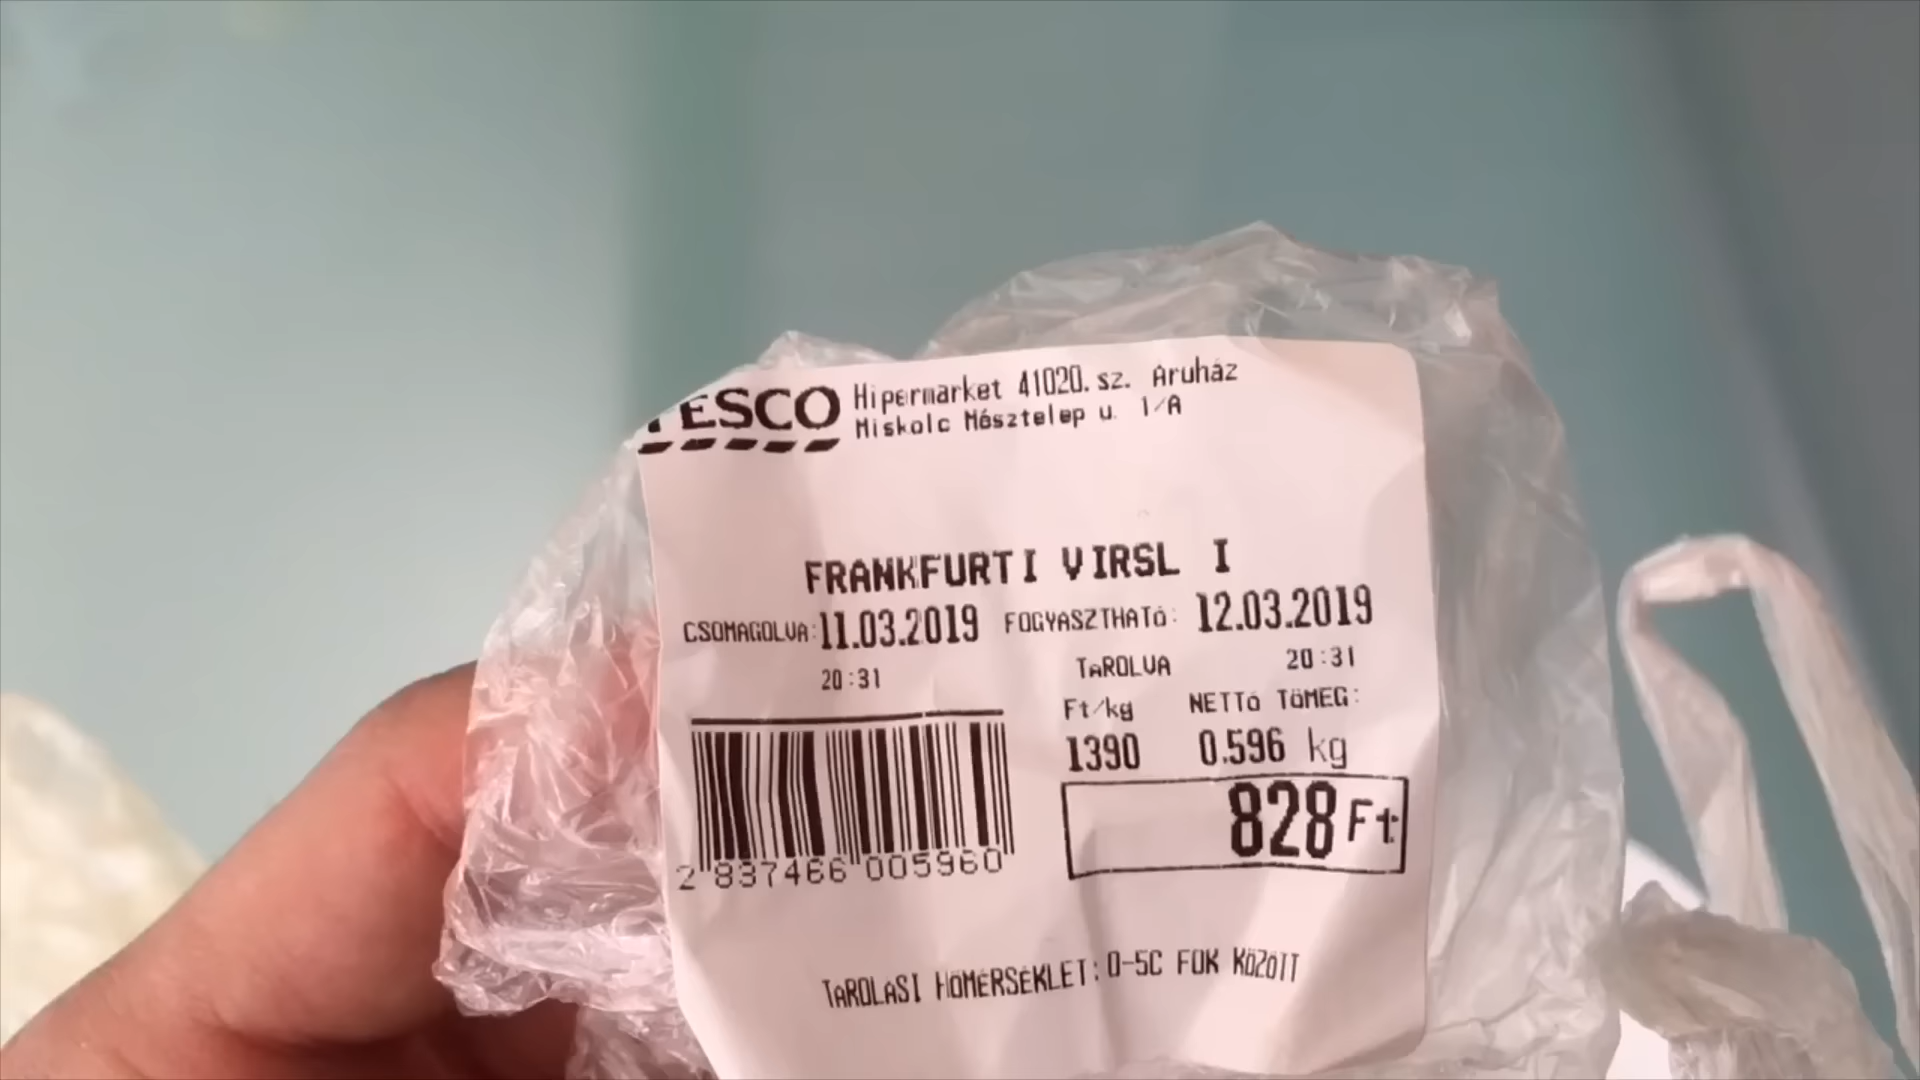 TESCO Hipermarket 41020. sz. Áruház
Miskolc Mésztelep u. 1/A
FRANKFURTI VIRSLI
CSOMAGOLVA: 11.03.2019 FOGYASZTHATó: 12.03.2019
20:31 TáROLVA 20:31
Ft/kg NETTó TöMEG:
1390 0.596 kg
828 Ft
2 837466 005960
TáROLáSI HőMéRSéKLET: 0-5C FOK KöZöTT